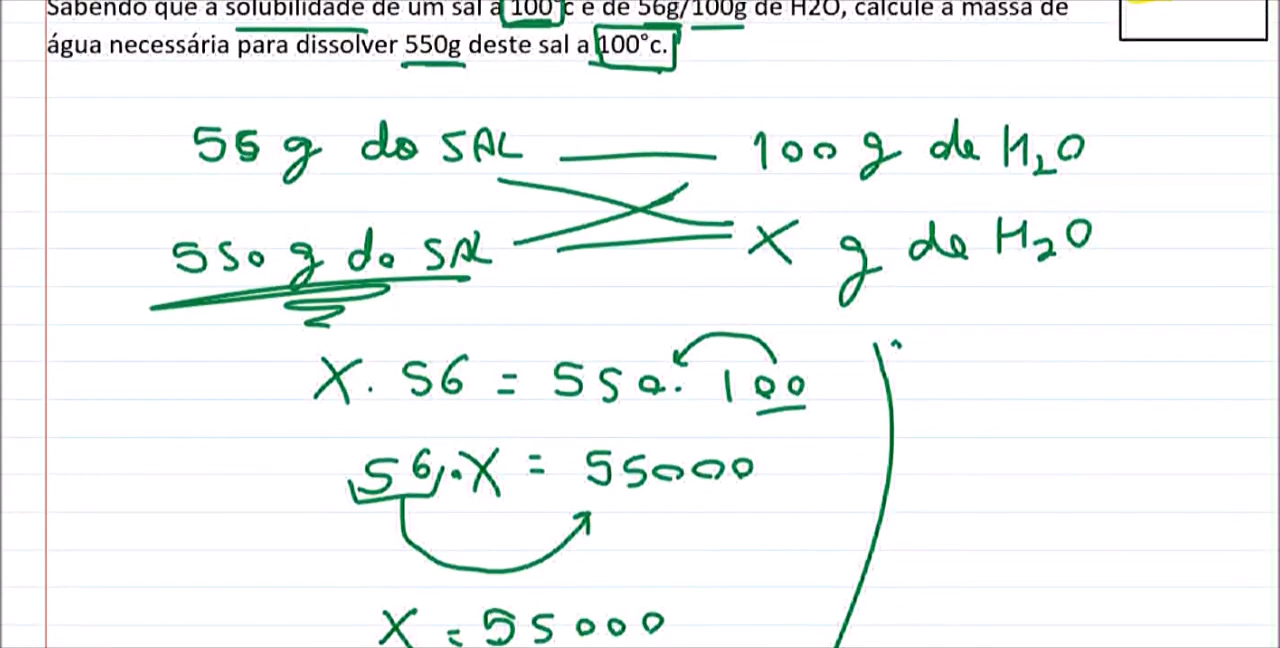 Sabendo que a solubilidade de um sal a 100°c é de 56g/100g de H2O, calcule a massa de
água necessária para dissolver 550g deste sal a 100°c.
56 g do SAL — 100 g de H₂O
550 g do SAL = X g de H₂O
X. 56 = 550. 100
56.X = 55000
X = 55000